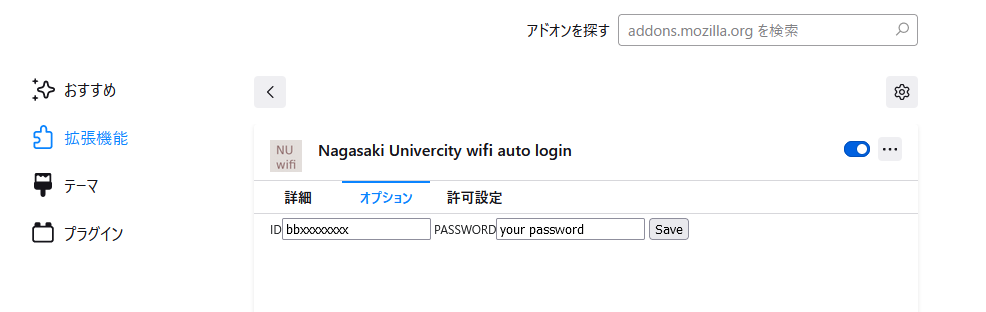 アドオンを探す addons.mozilla.org を検索
おすすめ
拡張機能
テーマ
プラグイン
NU
wifi
Nagasaki Univercity wifi auto login
詳細 オプション 許可設定
ID bbxxxxxxxx PASSWORD your password Save